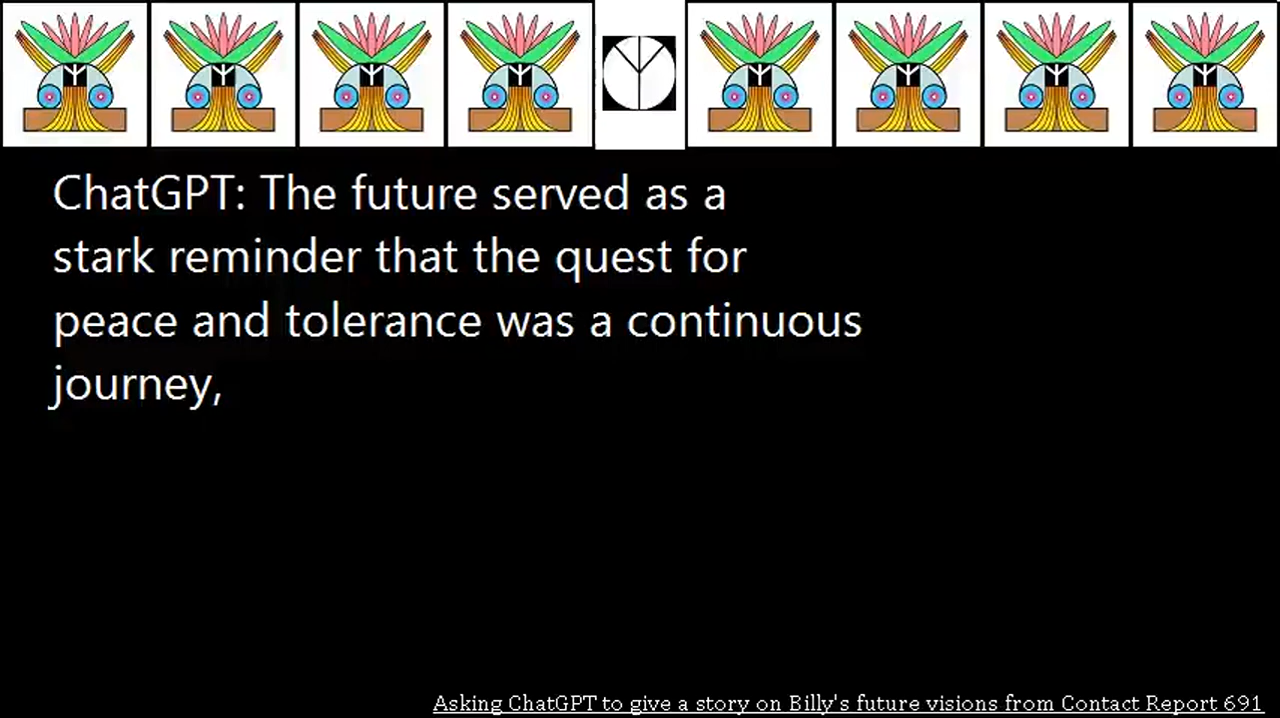 ChatGPT: The future served as a
stark reminder that the quest for
peace and tolerance was a continuous
journey,
Asking ChatGPT to give a story on Billy's future visions from Contact Report 691